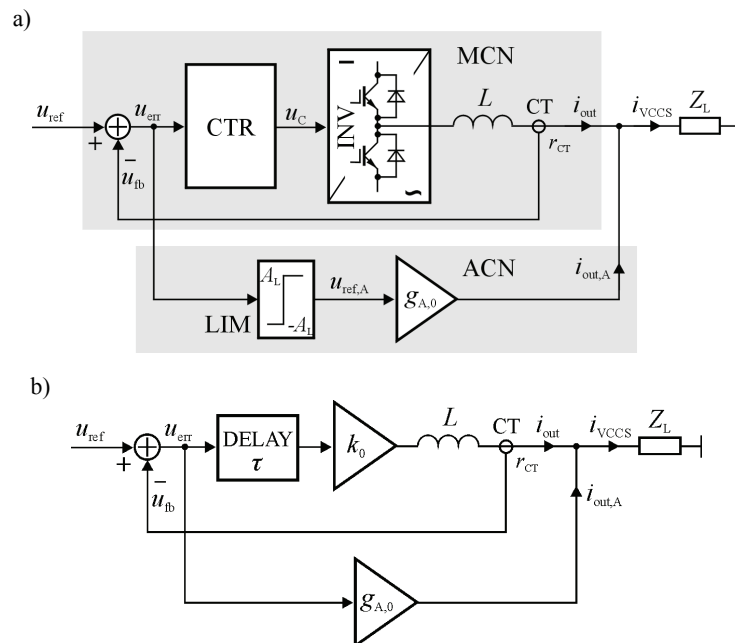 a)
MCN
u_ref
+
−
u_err
u_fb
CTR
u_C
INV
L
CT
r_CT
i_out
i_VCCS
Z_L
ACN
LIM
A_L
-A_L
u_ref,A
g_A,0
i_out,A
b)
u_ref
+
−
u_err
u_fb
DELAY
τ
k_0
L
CT
r_CT
i_out
i_VCCS
Z_L
i_out,A
g_A,0